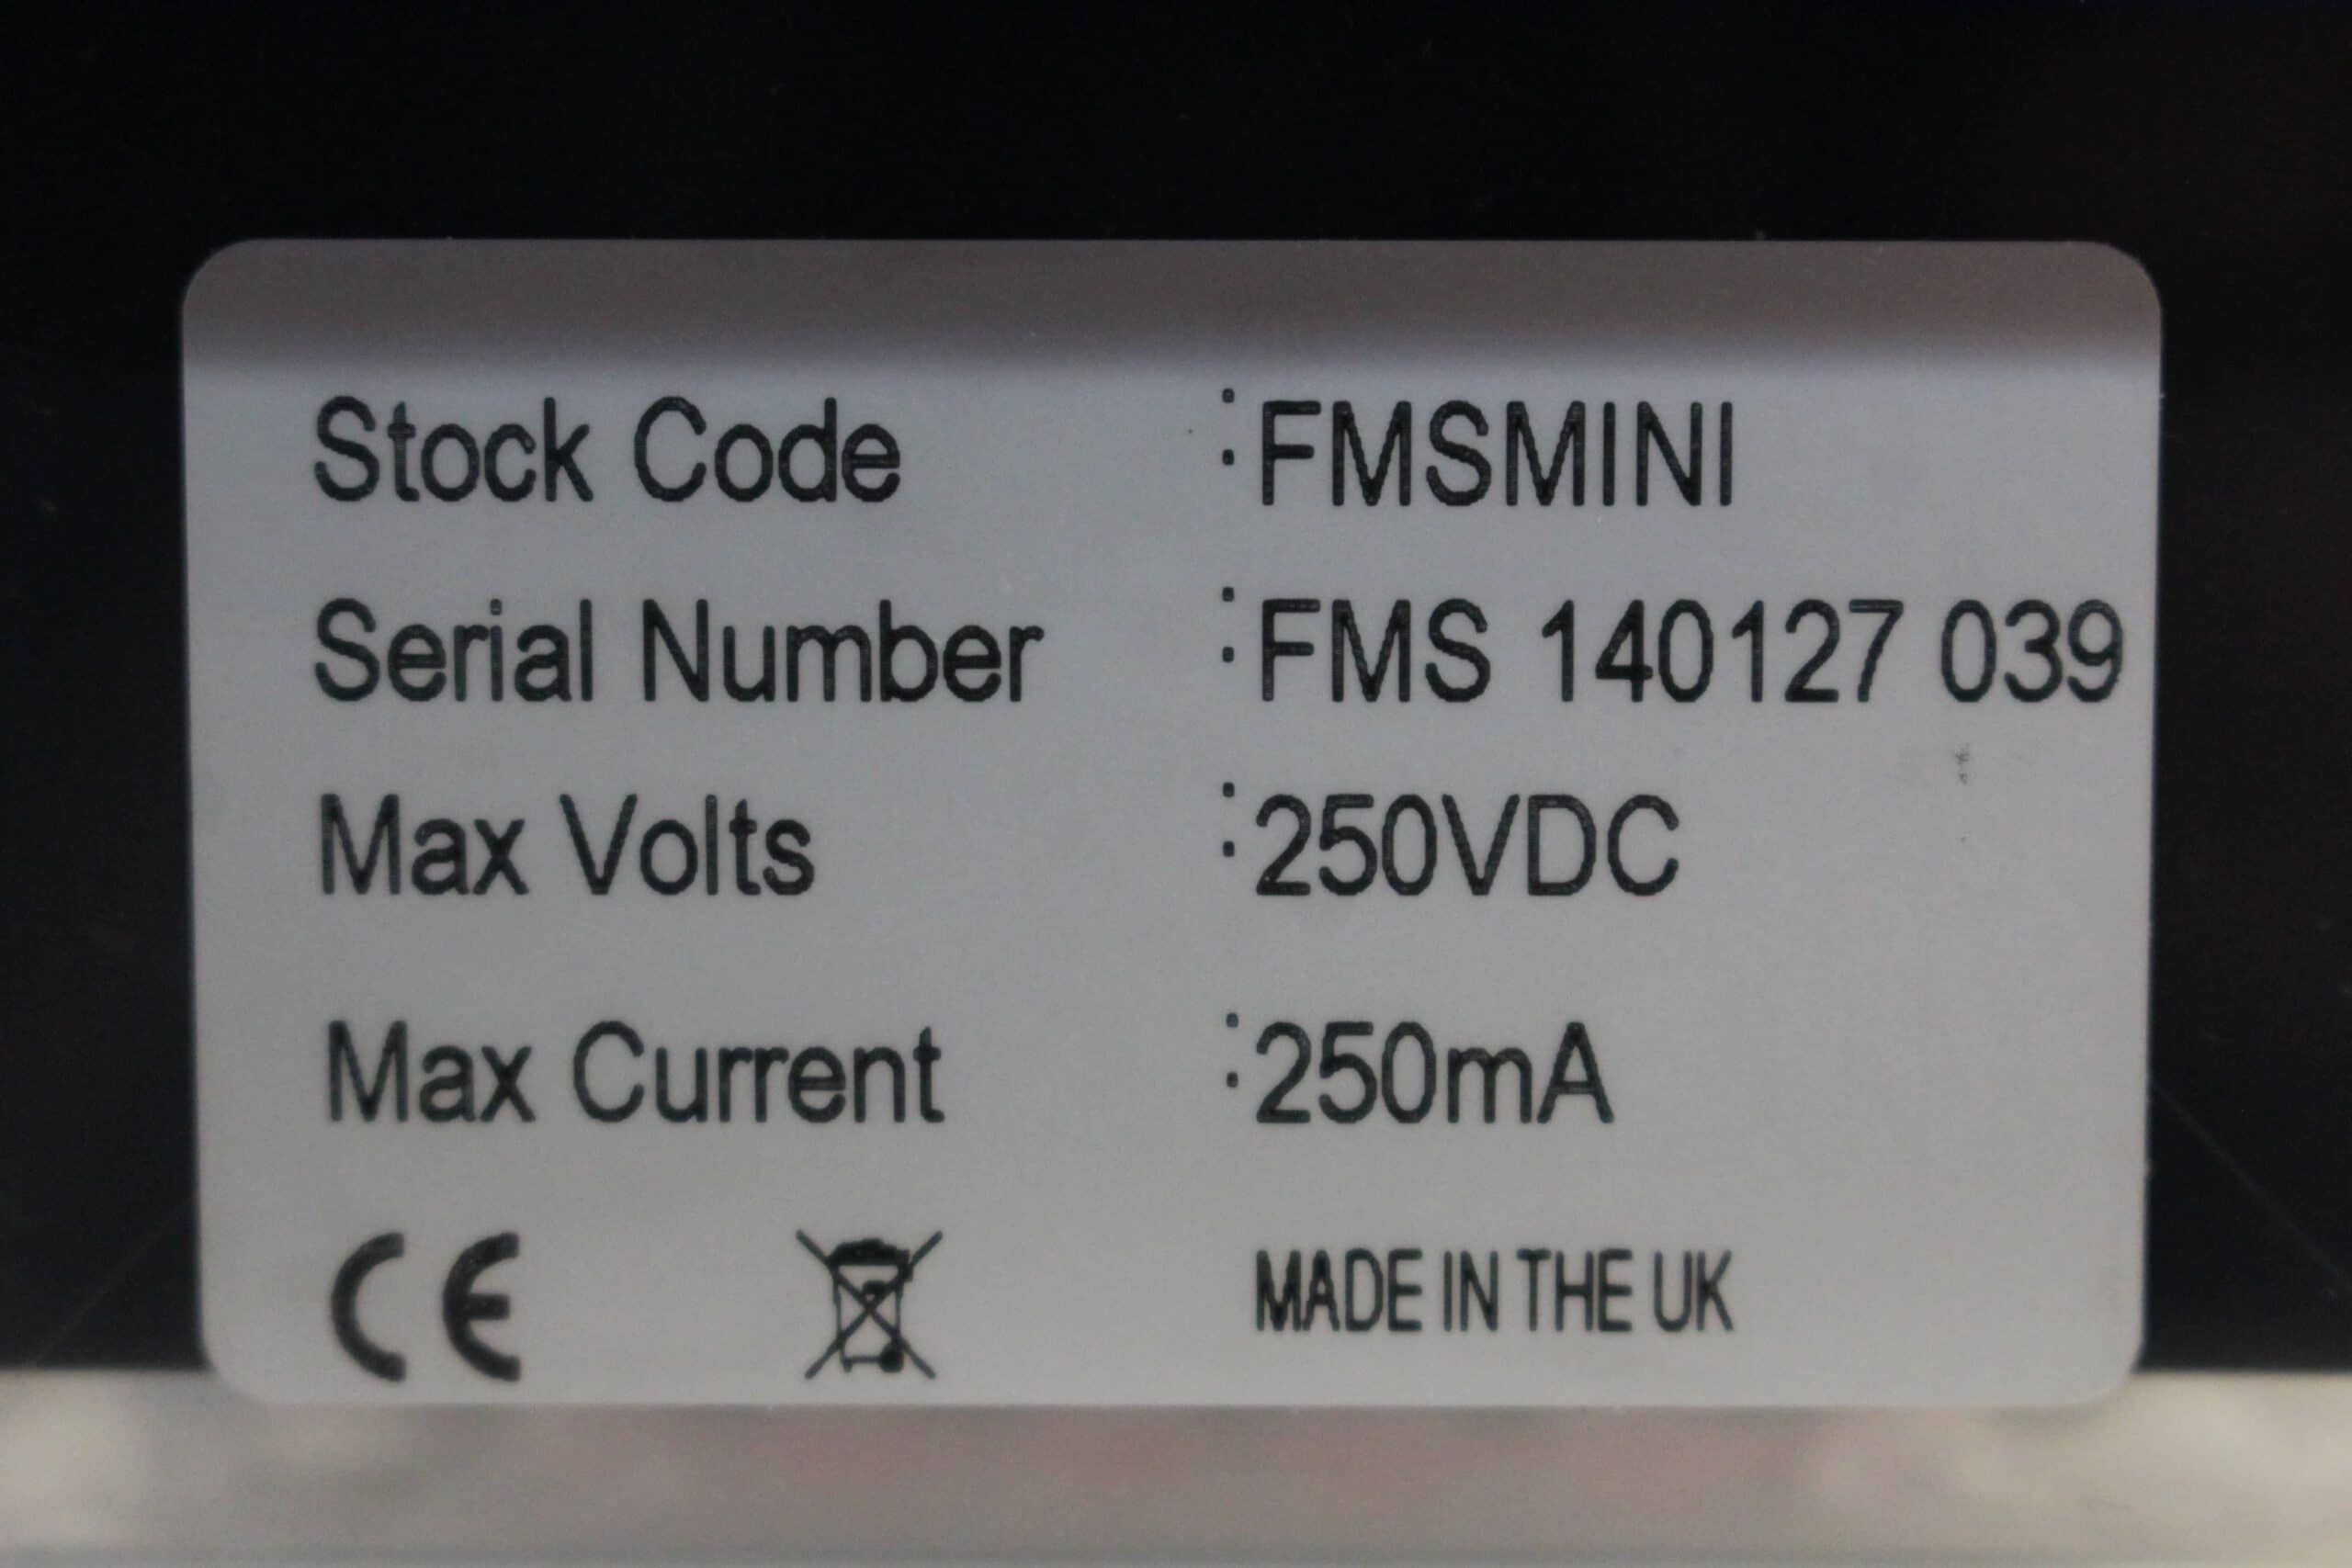 Stock Code :FMSMINI
Serial Number :FMS 140127 039
Max Volts :250VDC
Max Current :250mA
CE MADE IN THE UK